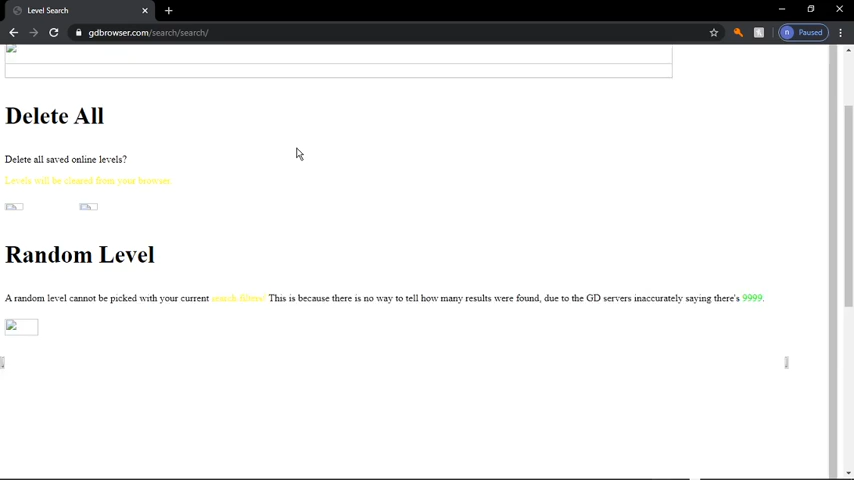 Level Search
gdbrowser.com/search/search/
n Paused
Delete All
Delete all saved online levels?
Levels will be cleared from your browser.
Random Level
A random level cannot be picked with your current search filters! This is because there is no way to tell how many results were found, due to the GD servers inaccurately saying there's 9999.